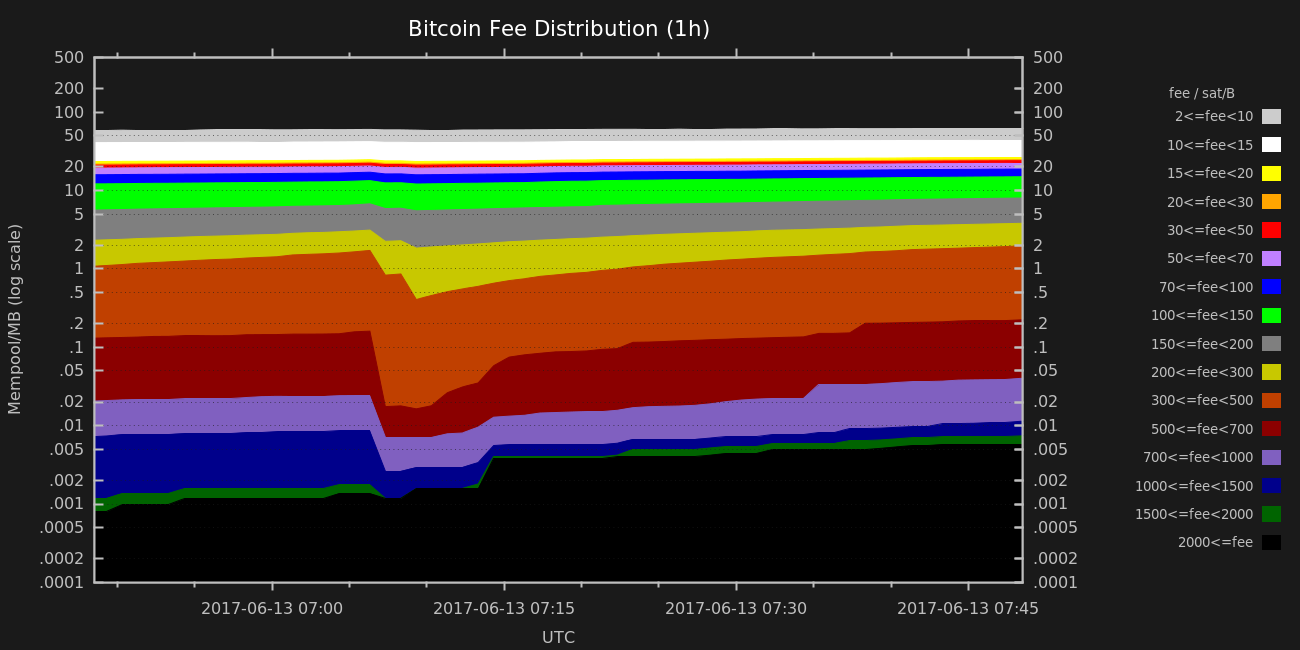 Bitcoin Fee Distribution (1h)
500
200
100
50
20
10
5
2
1
.5
.2
.1
.05
.02
.01
.005
.002
.001
.0005
.0002
.0001
Mempool/MB (log scale)
500
200
100
50
20
10
5
2
1
.5
.2
.1
.05
.02
.01
.005
.002
.001
.0005
.0002
.0001
2017-06-13 07:00
2017-06-13 07:15
2017-06-13 07:30
2017-06-13 07:45
UTC
fee / sat/B
2<=fee<10
10<=fee<15
15<=fee<20
20<=fee<30
30<=fee<50
50<=fee<70
70<=fee<100
100<=fee<150
150<=fee<200
200<=fee<300
300<=fee<500
500<=fee<700
700<=fee<1000
1000<=fee<1500
1500<=fee<2000
2000<=fee